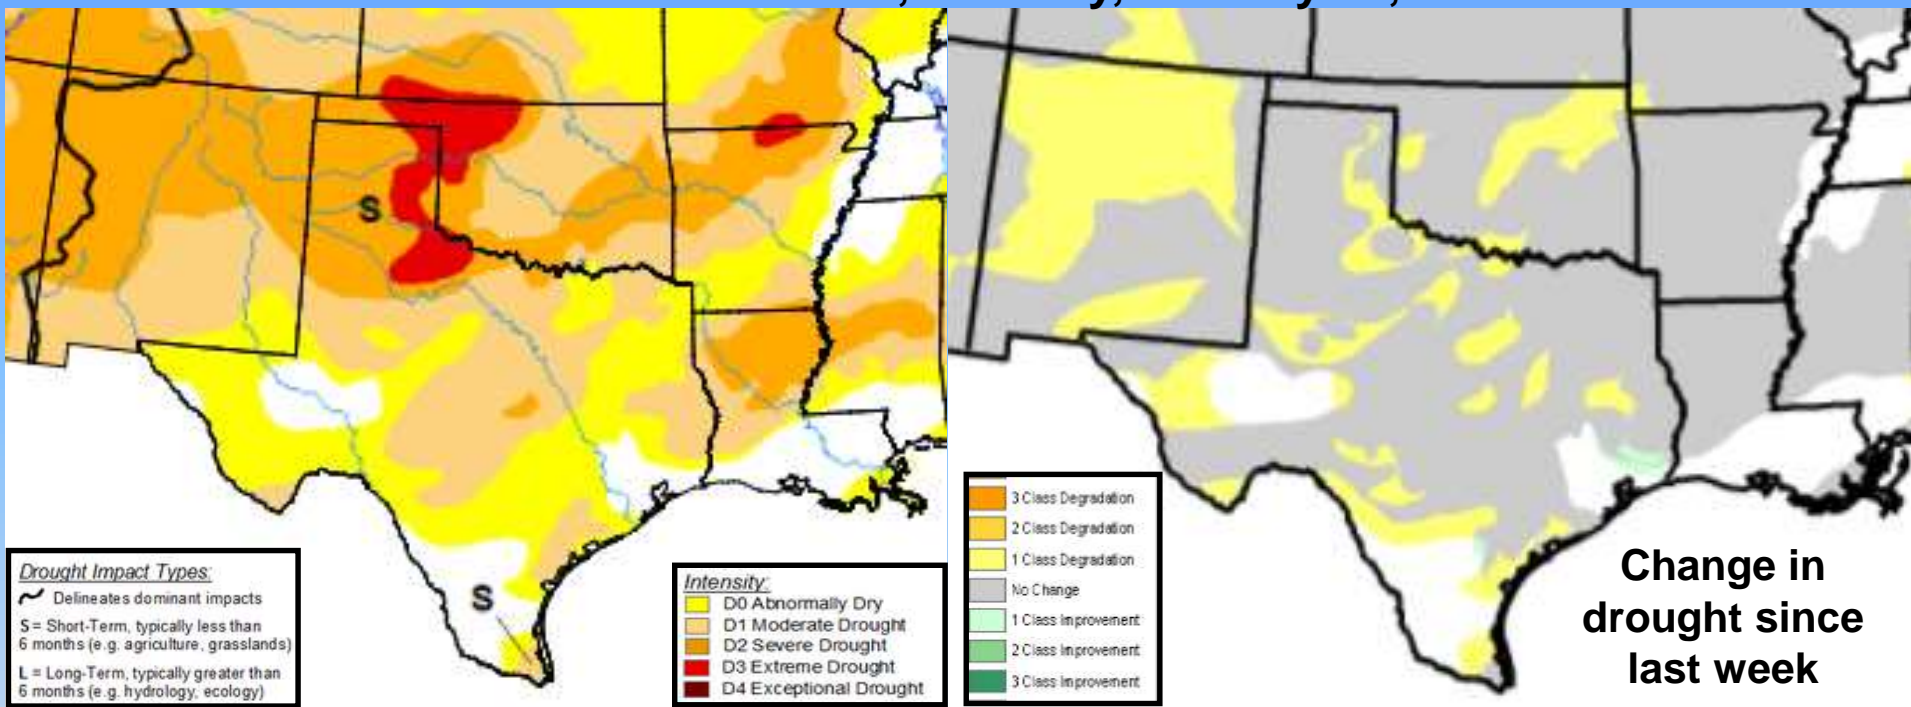 S
S
Drought Impact Types:
Delineates dominant impacts
S = Short-Term, typically less than
6 months (e.g. agriculture, grasslands)
L = Long-Term, typically greater than
6 months (e.g. hydrology, ecology)
Intensity:
D0 Abnormally Dry
D1 Moderate Drought
D2 Severe Drought
D3 Extreme Drought
D4 Exceptional Drought
3 Class Degradation
2 Class Degradation
1 Class Degradation
No Change
1 Class Improvement
2 Class Improvement
3 Class Improvement
Change in
drought since
last week